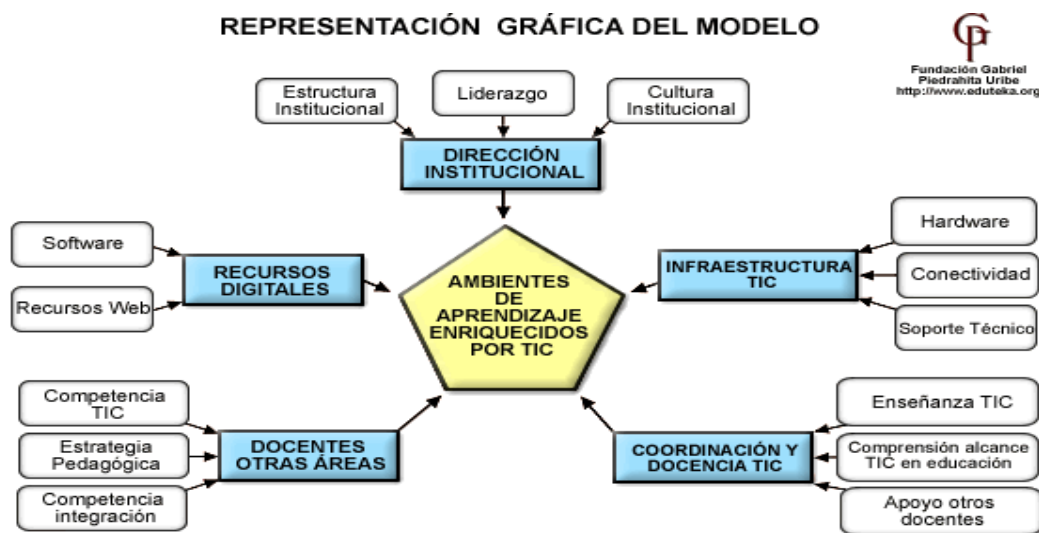 REPRESENTACIÓN GRÁFICA DEL MODELO
GP
Fundación Gabriel
Piedrahita Uribe
http://www.eduteka.org
Estructura
Institucional
Liderazgo
Cultura
Institucional
DIRECCIÓN
INSTITUCIONAL
Software
Recursos Web
RECURSOS
DIGITALES
AMBIENTES
DE
APRENDIZAJE
ENRIQUECIDOS
POR TIC
INFRAESTRUCTURA
TIC
Hardware
Conectividad
Soporte Técnico
Competencia
TIC
Estrategia
Pedagógica
Competencia
integración
DOCENTES
OTRAS ÁREAS
COORDINACIÓN Y
DOCENCIA TIC
Enseñanza TIC
Comprensión alcance
TIC en educación
Apoyo otros
docentes